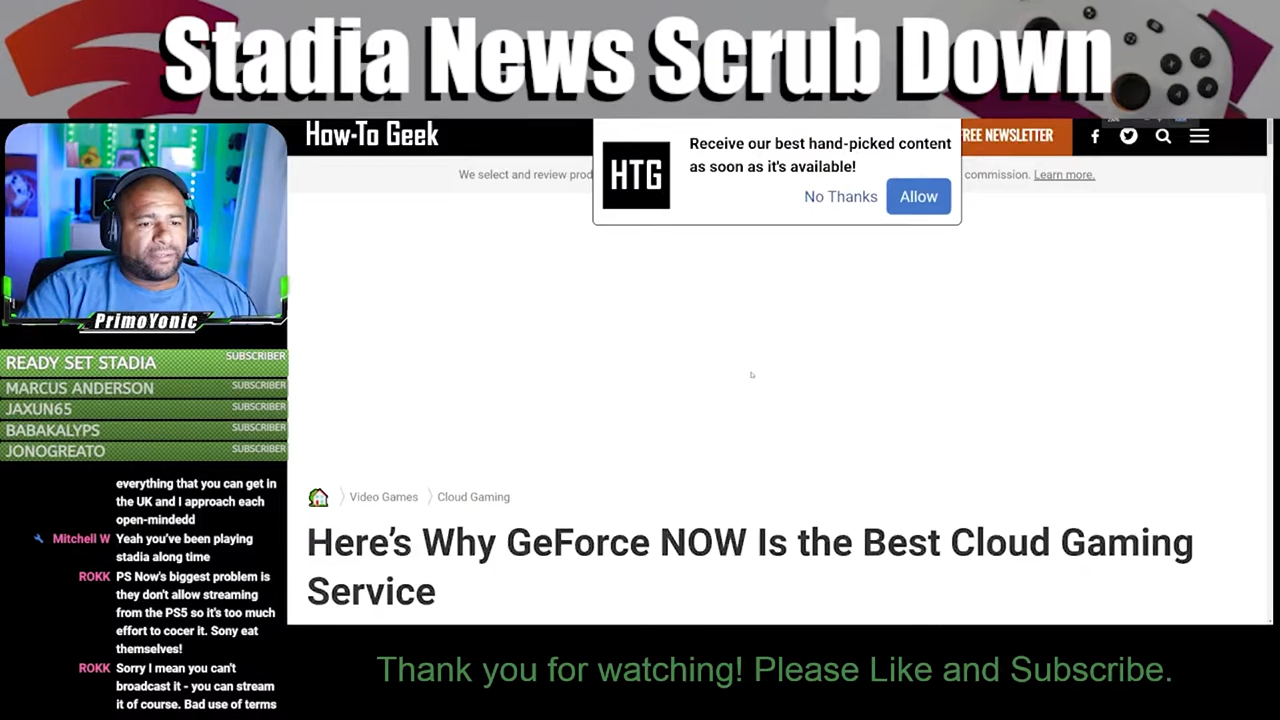 Stadia News Scrub Down
How-To Geek
Receive our best hand-picked content
as soon as it's available!
HTG
No Thanks
Allow
FREE NEWSLETTER
We select and review prod
commission. Learn more.
PrimoYonic
READY SET STADIA SUBSCRIBER
MARCUS ANDERSON SUBSCRIBER
JAXUN65 SUBSCRIBER
BABAKALYPS SUBSCRIBER
JONOGREATO SUBSCRIBER
everything that you can get in
the UK and I approach each
open-mindedd
Mitchell W Yeah you've been playing
stadia along time
ROKK PS Now's biggest problem is
they don't allow streaming
from the PS5 so it's too much
effort to cocer it. Sony eat
themselves!
ROKK Sorry I mean you can't
broadcast it - you can stream
it of course. Bad use of terms
Video Games
Cloud Gaming
Here's Why GeForce NOW Is the Best Cloud Gaming
Service
Thank you for watching! Please Like and Subscribe.